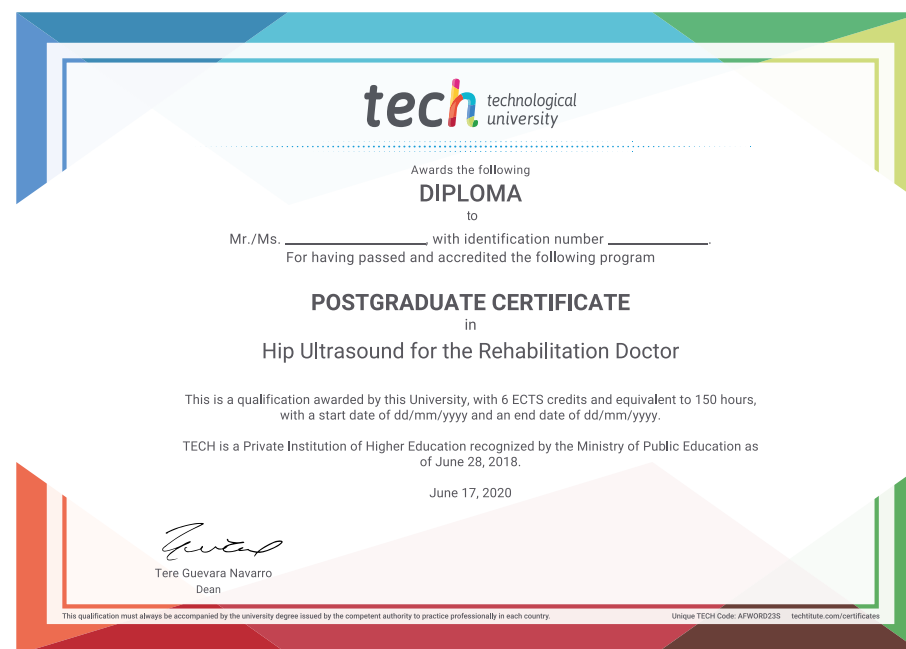 tech technological
university
Awards the following
DIPLOMA
to
Mr./Ms. ________________, with identification number ____________.
For having passed and accredited the following program
POSTGRADUATE CERTIFICATE
in
Hip Ultrasound for the Rehabilitation Doctor
This is a qualification awarded by this University, with 6 ECTS credits and equivalent to 150 hours,
with a start date of dd/mm/yyyy and an end date of dd/mm/yyyy.
TECH is a Private Institution of Higher Education recognized by the Ministry of Public Education as
of June 28, 2018.
June 17, 2020
Tere Guevara Navarro
Dean
This qualification must always be accompanied by the university degree issued by the competent authority to practice professionally in each country. Unique TECH Code: AFWORD23S techtitute.com/certificates